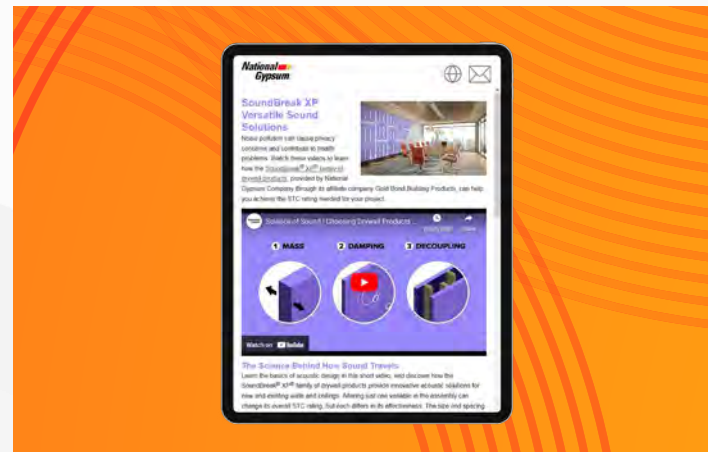 National
Gypsum
SoundBreak XP
Versatile Sound
Solutions
Noise pollution can cause privacy
concerns and contribute to health
problems. Watch these videos to learn
how the SoundBreak® XP® family of
drywall products, provided by National
Gypsum Company through its affiliate company Gold Bond Building Products, can help
you achieve the STC rating needed for your project.
Science of Sound | Choosing Drywall Products ...
1 MASS
2 DAMPING
3 DECOUPLING
Watch on YouTube
The Science Behind How Sound Travels
Learn the basics of acoustic design in this short video, and discover how the
SoundBreak® XP® family of drywall products provide innovative acoustic solutions for
new and existing walls and ceilings. Altering just one variable in the assembly can
change its overall STC rating, but each differs in its effectiveness. The size and spacing